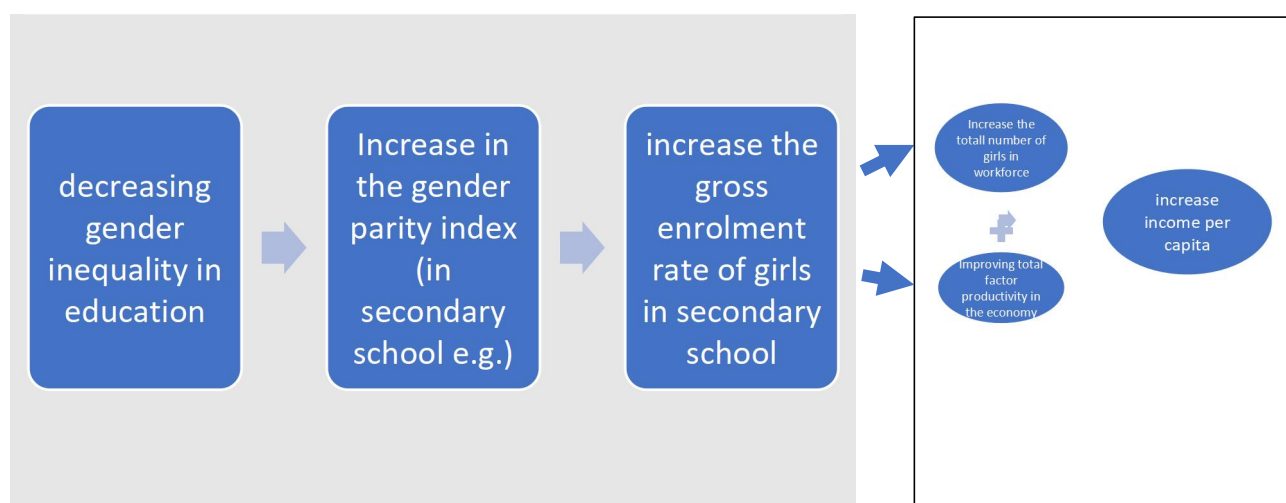 decreasing
gender
inequality in
education
Increase in
the gender
parity index
(in
secondary
school e.g.)
increase the
gross
enrolment
rate of girls
in secondary
school
Increase the
totall number of
girls in
workforce
Improving total
factor
productivity in
the economy
increase
income per
capita